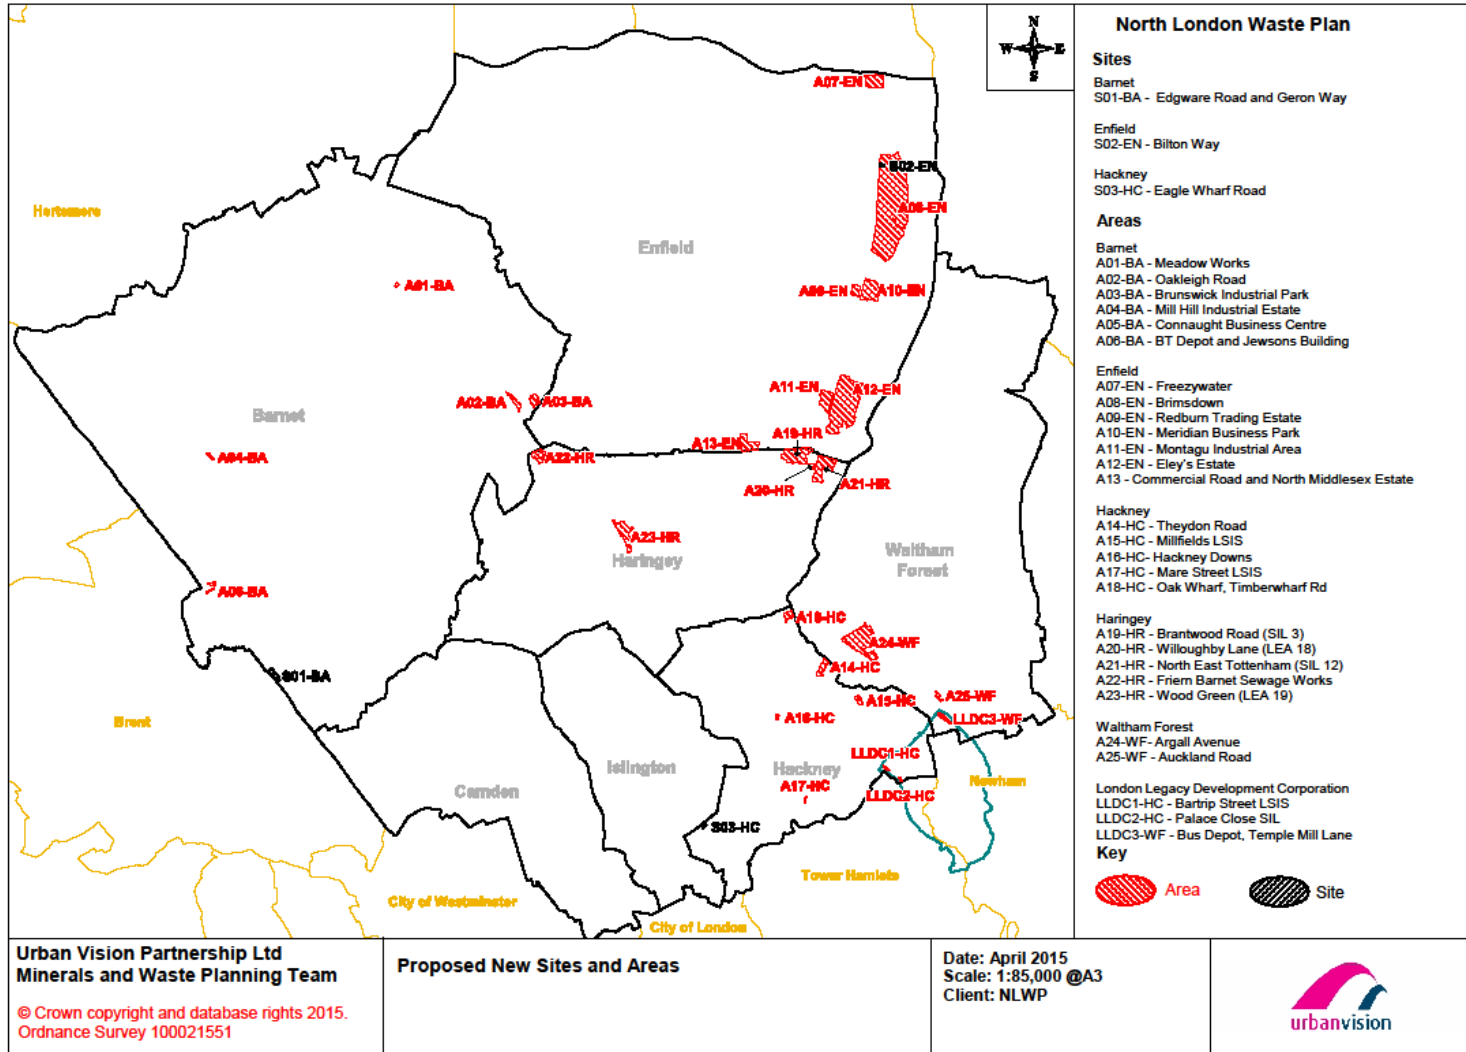 N
W E
S
A07-EN
S02-EN
A08-EN
Hertsmere
Enfield
A01-BA
A09-EN
A10-EN
A11-EN
A12-EN
A02-BA
A03-BA
Barnet
A19-HR
A13-EN
A04-BA
A22-HR
A20-HR
A21-HR
A23-HR
Haringey
Waltham
Forest
A06-BA
A18-HC
A24-WF
A14-HC
S01-BA
A15-HC
A25-WF
A16-HC
LLDC3-WF
Brent
LLDC1-HC
Islington
Hackney
Newham
A17-HC
Camden
LLDC2-HC
S03-HC
Tower Hamlets
City of Westminster
City of London
North London Waste Plan
Sites
Barnet
S01-BA - Edgware Road and Geron Way
Enfield
S02-EN - Bilton Way
Hackney
S03-HC - Eagle Wharf Road
Areas
Barnet
A01-BA - Meadow Works
A02-BA - Oakleigh Road
A03-BA - Brunswick Industrial Park
A04-BA - Mill Hill Industrial Estate
A05-BA - Connaught Business Centre
A06-BA - BT Depot and Jewsons Building
Enfield
A07-EN - Freezywater
A08-EN - Brimsdown
A09-EN - Redburn Trading Estate
A10-EN - Meridian Business Park
A11-EN - Montagu Industrial Area
A12-EN - Eley's Estate
A13 - Commercial Road and North Middlesex Estate
Hackney
A14-HC - Theydon Road
A15-HC - Millfields LSIS
A16-HC- Hackney Downs
A17-HC - Mare Street LSIS
A18-HC - Oak Wharf, Timberwharf Rd
Haringey
A19-HR - Brantwood Road (SIL 3)
A20-HR - Willoughby Lane (LEA 18)
A21-HR - North East Tottenham (SIL 12)
A22-HR - Friern Barnet Sewage Works
A23-HR - Wood Green (LEA 19)
Waltham Forest
A24-WF- Argall Avenue
A25-WF - Auckland Road
London Legacy Development Corporation
LLDC1-HC - Bartrip Street LSIS
LLDC2-HC - Palace Close SIL
LLDC3-WF - Bus Depot, Temple Mill Lane
Key
Area
Site
Urban Vision Partnership Ltd
Minerals and Waste Planning Team
© Crown copyright and database rights 2015.
Ordnance Survey 100021551
Proposed New Sites and Areas
Date: April 2015
Scale: 1:85,000 @A3
Client: NLWP
urbanvision